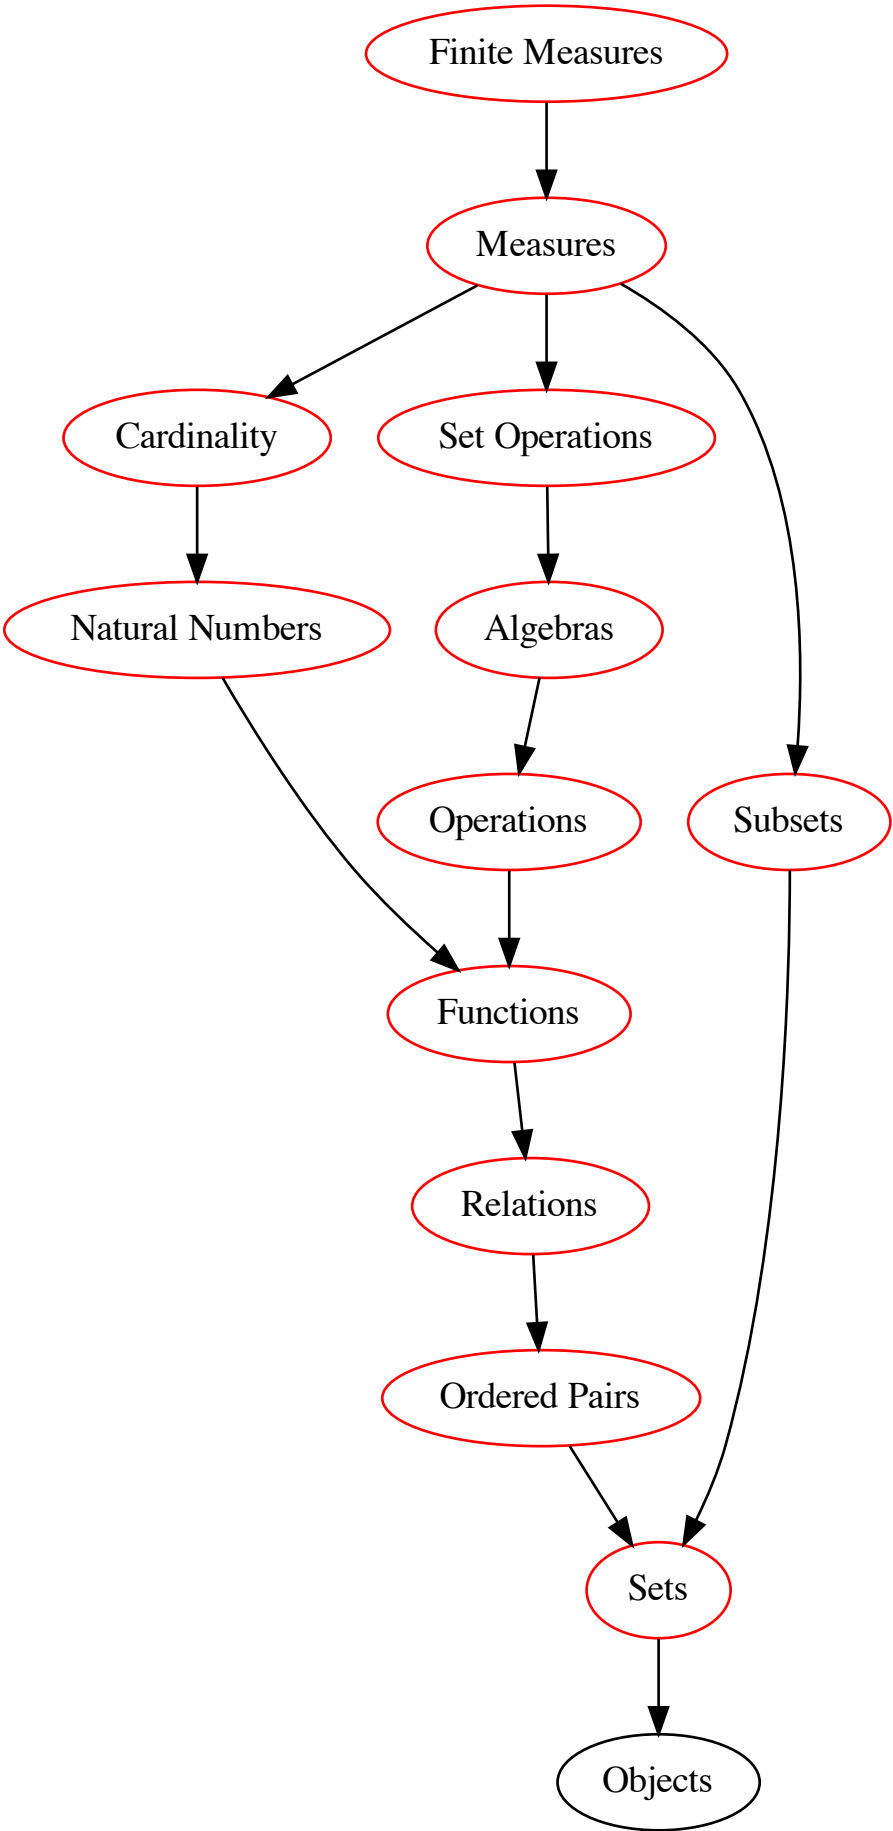 Finite Measures
Measures
Cardinality
Set Operations
Natural Numbers
Algebras
Operations
Subsets
Functions
Relations
Ordered Pairs
Sets
Objects